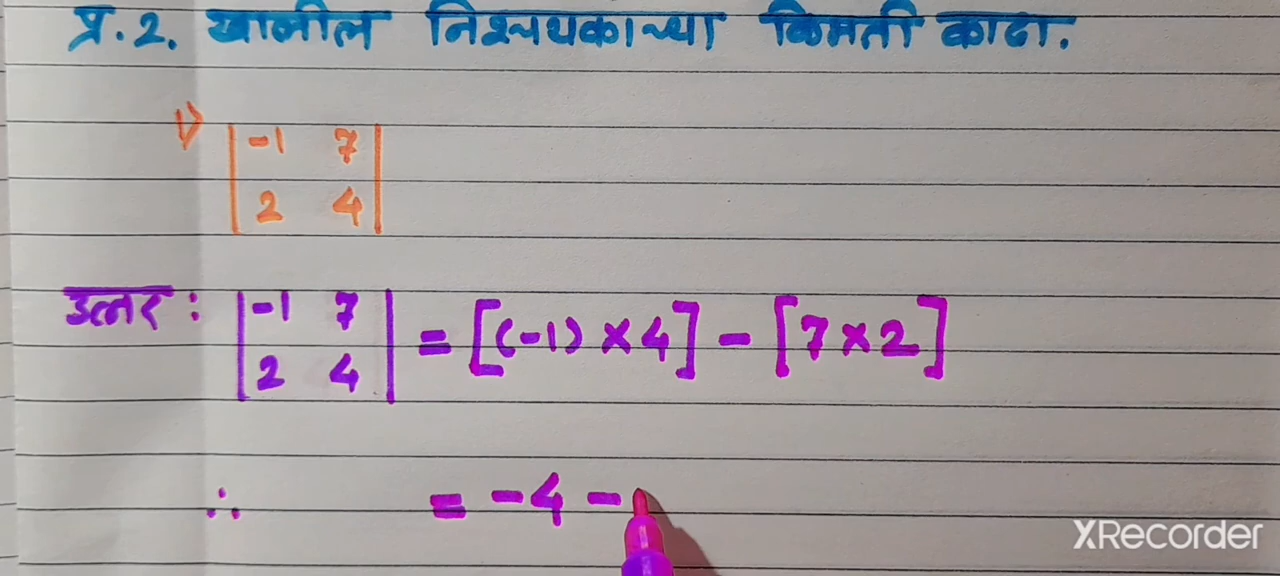 प्र.2. खालील निश्चयकाच्या किमती काढा.
1)
|-1 7|
|2 4|
उत्तर: |-1 7| = [(-1) × 4] - [7 × 2]
|2 4|
∴ = -4 -
XRecorder